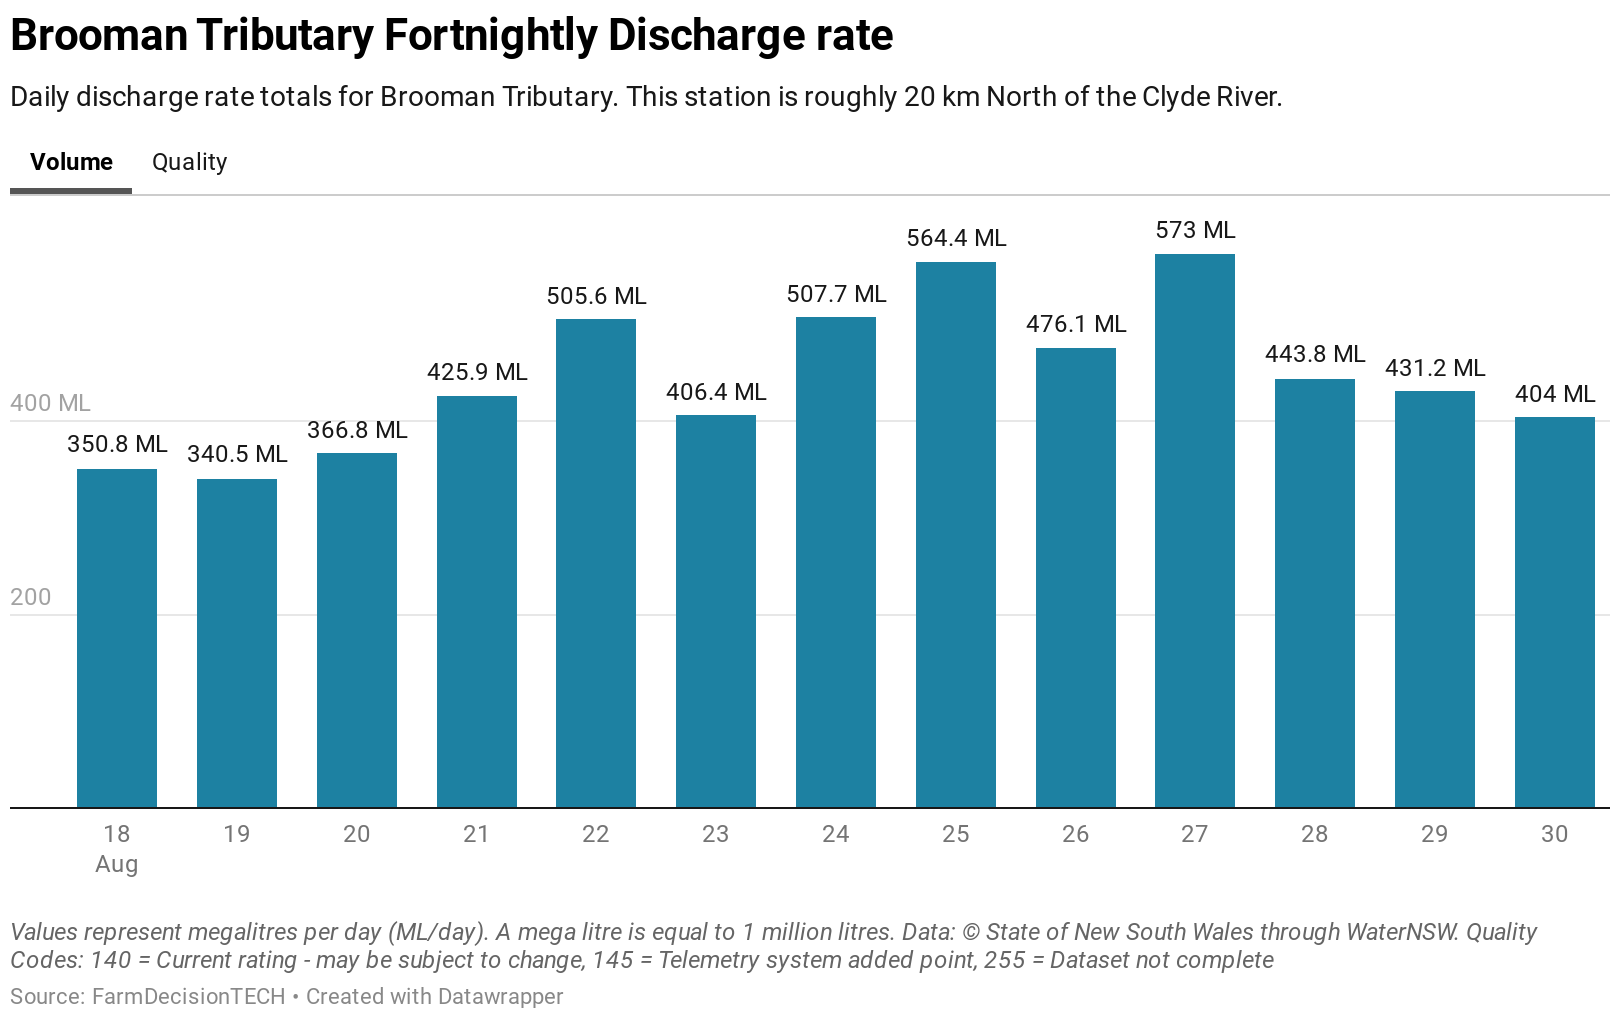 Brooman Tributary Fortnightly Discharge rate
Daily discharge rate totals for Brooman Tributary. This station is roughly 20 km North of the Clyde River.
Volume Quality
573 ML
564.4 ML
507.7 ML
505.6 ML
476.1 ML
443.8 ML
431.2 ML
425.9 ML
406.4 ML
404 ML
400 ML
366.8 ML
350.8 ML
340.5 ML
200
18 19 20 21 22 23 24 25 26 27 28 29 30
Aug
Values represent megalitres per day (ML/day). A mega litre is equal to 1 million litres. Data: © State of New South Wales through WaterNSW. Quality
Codes: 140 = Current rating - may be subject to change, 145 = Telemetry system added point, 255 = Dataset not complete
Source: FarmDecisionTECH • Created with Datawrapper